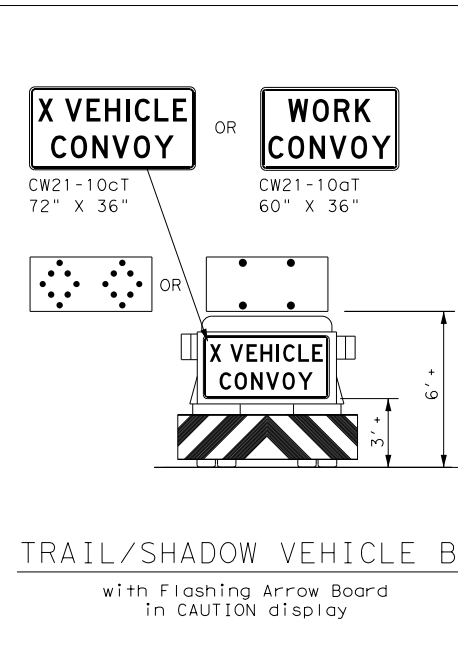 X VEHICLE
CONVOY
OR
WORK
CONVOY
CW21-10cT
72" X 36"
CW21-10aT
60" X 36"
OR
X VEHICLE
CONVOY
6'+
3'+
TRAIL/SHADOW VEHICLE B
with Flashing Arrow Board
in CAUTION display